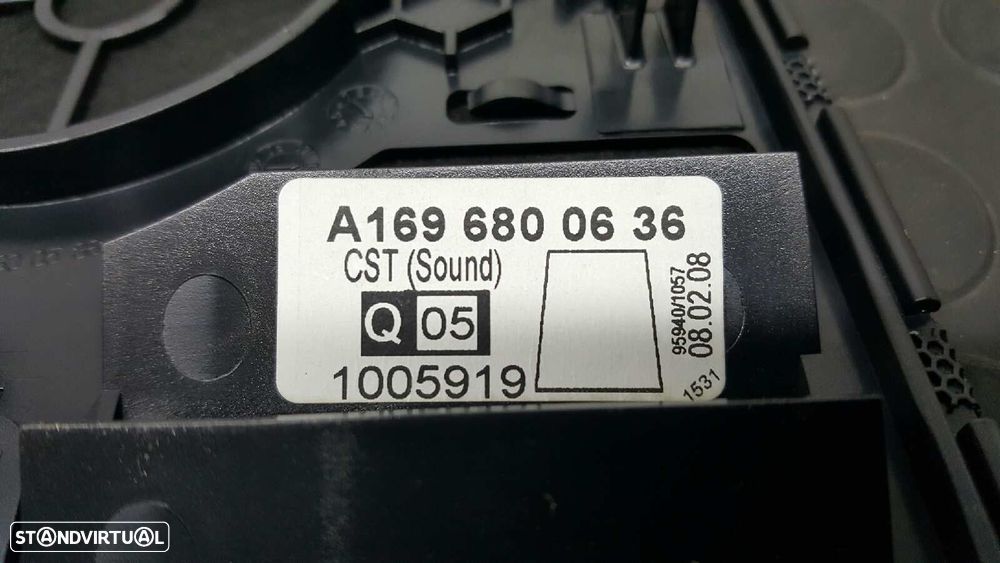 A169 680 06 36
CST (Sound)
Q 05
1005919
95940/1057
08.02.08
1531
STANDVIRTUAL